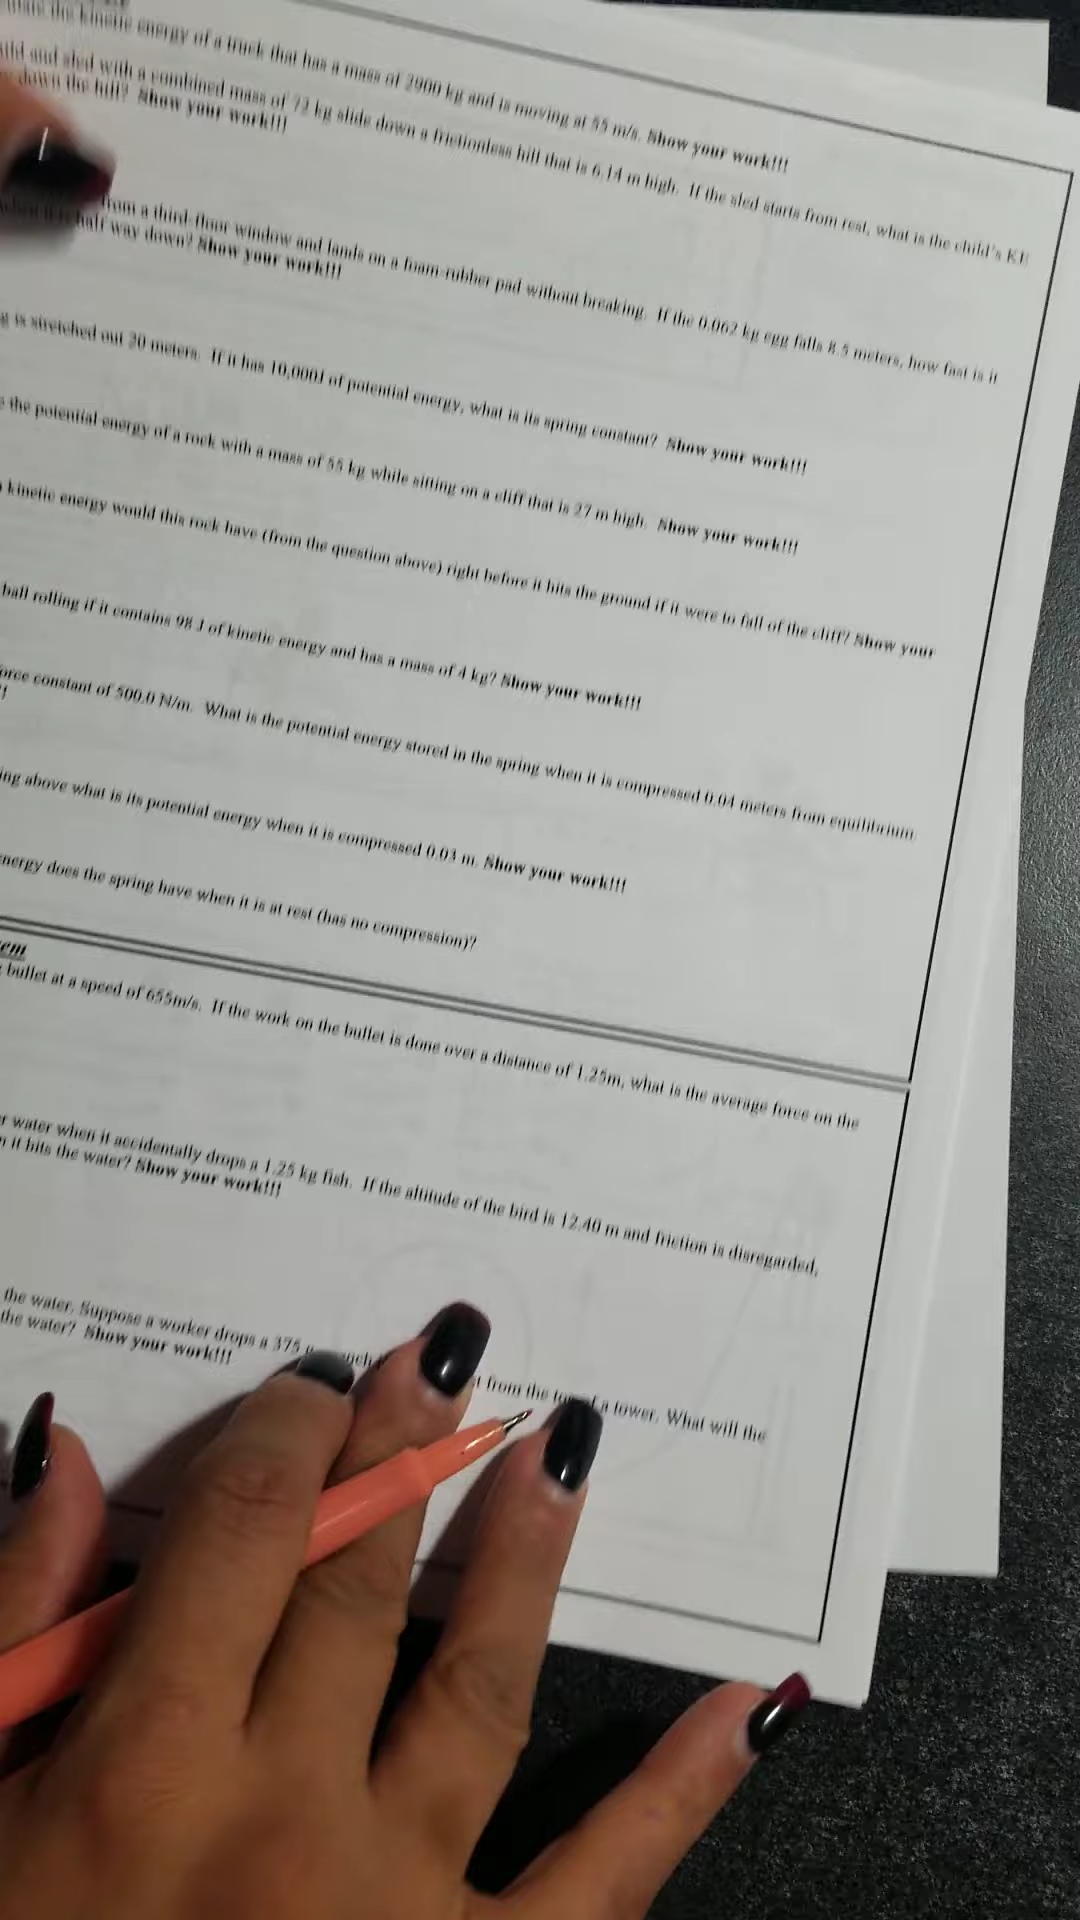 the kinetic energy of a truck that has a mass of 2900 kg and is moving at 55 m/s. Show your work!!!
and sled with a combined mass of 72 kg slide down a frictionless hill that is 6.14 m high. If the sled starts from rest, what is the child's KE
down the hill? Show your work!!!
from a third-floor window and lands on a foam-rubber pad without breaking. If the 0.062 kg egg falls 8.5 meters, how fast is it
half way down? Show your work!!!
g is stretched out 20 meters. If it has 10,000J of potential energy, what is its spring constant? Show your work!!!
e the potential energy of a rock with a mass of 55 kg while sitting on a cliff that is 27 m high. Show your work!!!
kinetic energy would this rock have (from the question above) right before it hits the ground if it were to fall of the cliff? Show your
ball rolling if it contains 98 J of kinetic energy and has a mass of 4 kg? Show your work!!!
orce constant of 500.0 N/m. What is the potential energy stored in the spring when it is compressed 0.04 meters from equilibrium
ing above what is its potential energy when it is compressed 0.03 m. Show your work!!!
nergy does the spring have when it is at rest (has no compression)?
em
bullet at a speed of 655m/s. If the work on the bullet is done over a distance of 1.25m, what is the average force on the
r water when it accidentally drops a 1.25 kg fish. If the altitude of the bird is 12.40 m and friction is disregarded,
n it hits the water? Show your work!!!
the water. Suppose a worker drops a 375 g from the top of a tower. What will the
the water? Show your work!!!